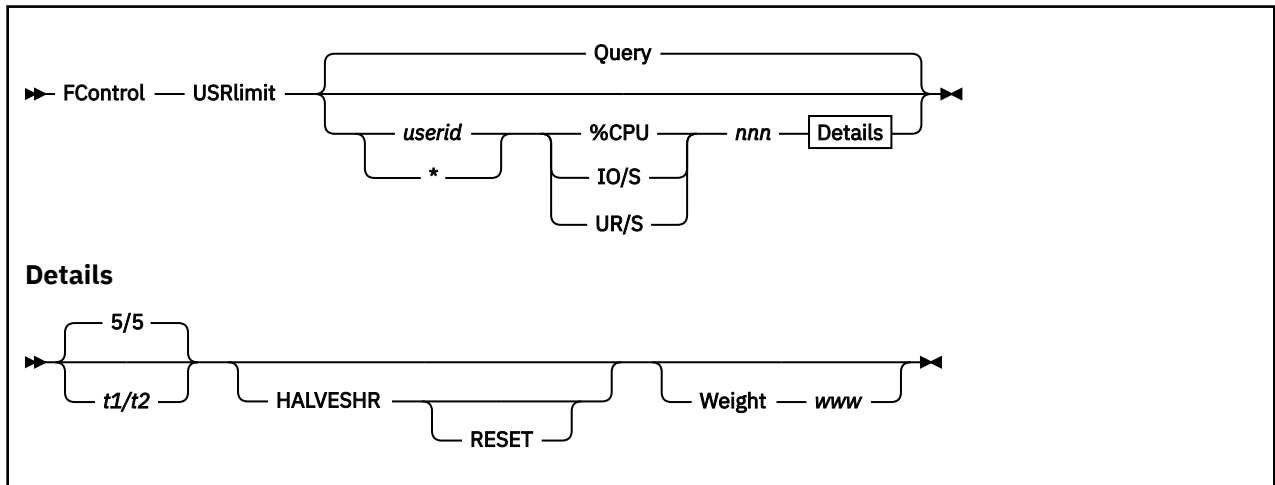 Query
FControl USRlimit
userid %CPU nnn Details
* IO/S
UR/S
Details
5/5
t1/t2 HALVESHR Weight www
RESET